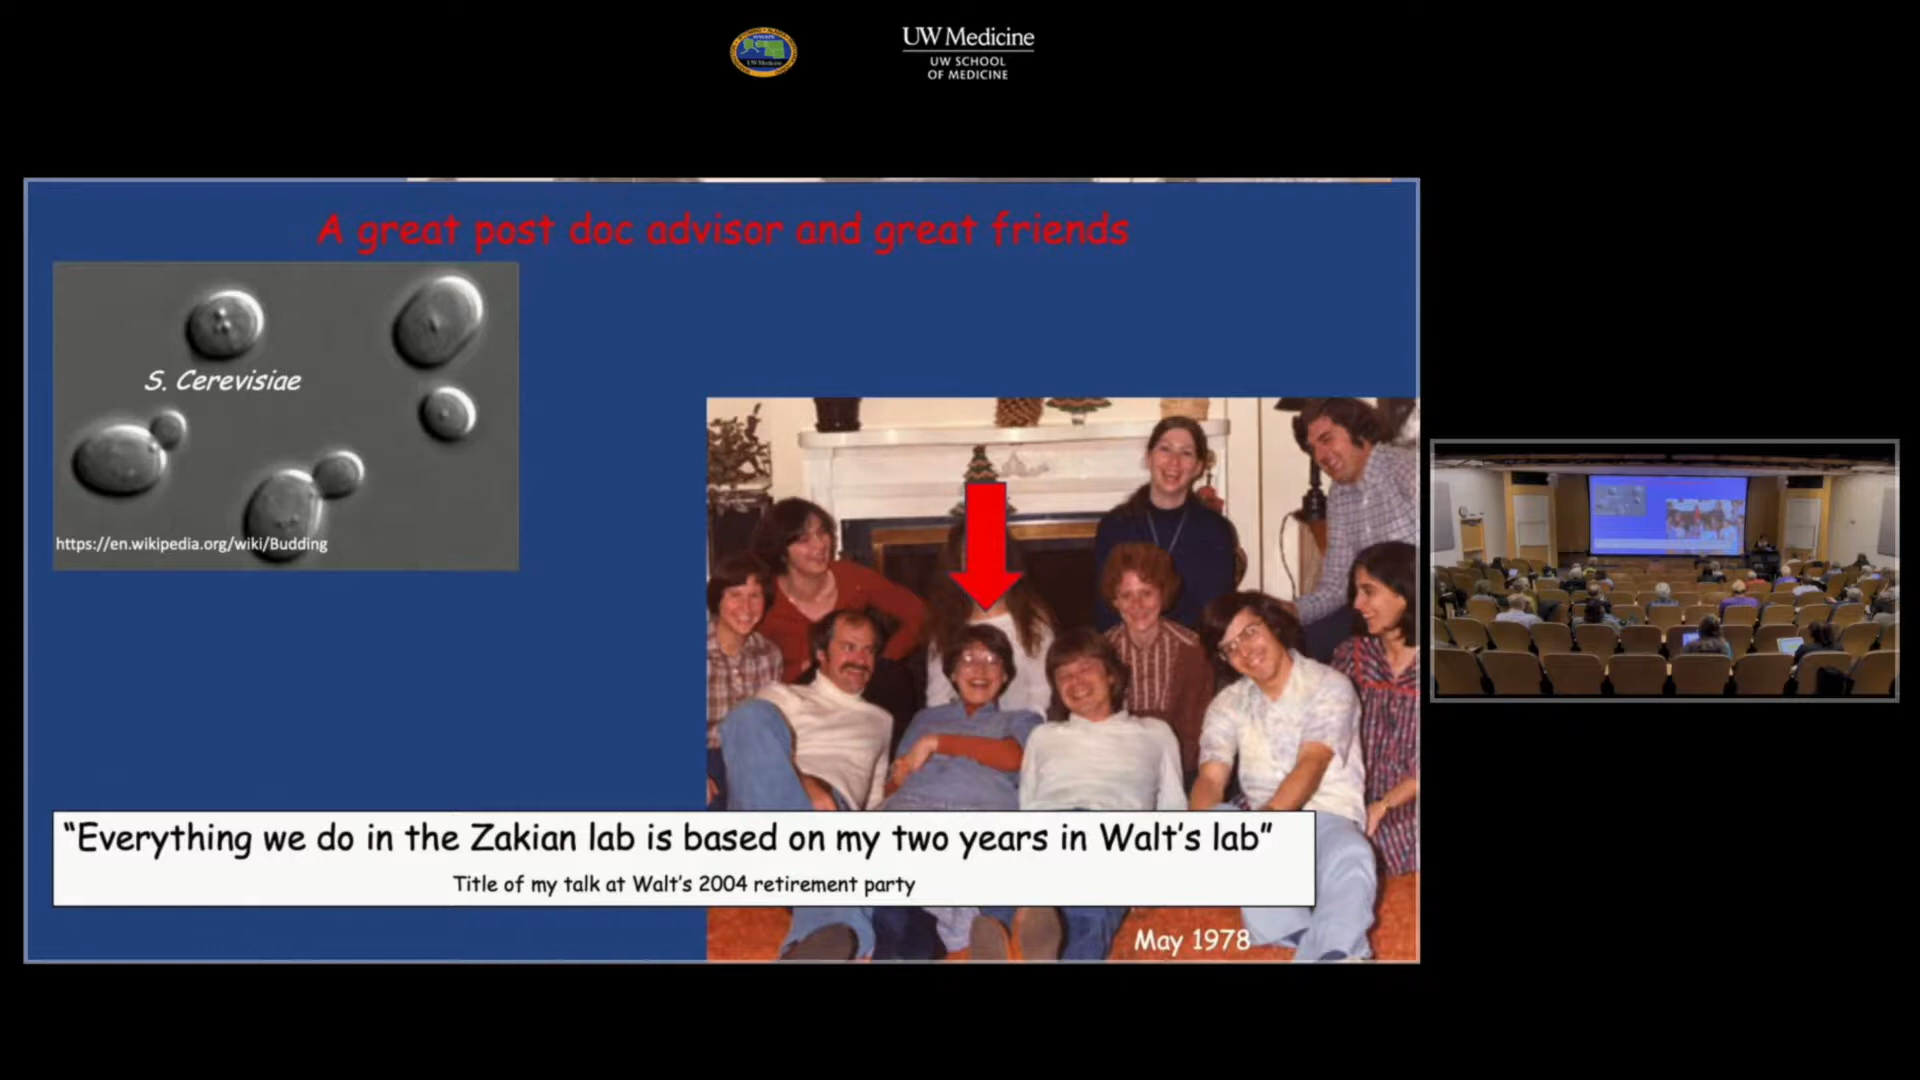 UW Medicine
UW SCHOOL
OF MEDICINE
A great post doc advisor and great friends
S. Cerevisiae
https://en.wikipedia.org/wiki/Budding
“Everything we do in the Zakian lab is based on my two years in Walt’s lab”
Title of my talk at Walt’s 2004 retirement party
May 1978